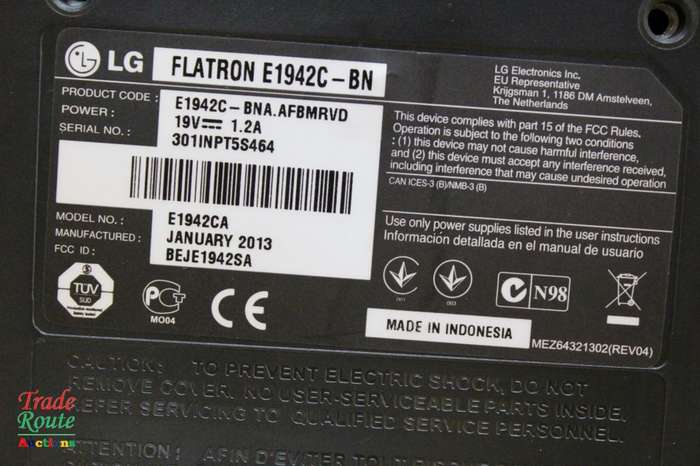 LG FLATRON E1942C-BN
LG Electronics Inc.
EU Representative
Krijgsman 1, 1186 DM Amstelveen,
The Netherlands
PRODUCT CODE : E1942C-BNA.AFBMRVD
POWER : 19V 1.2A
SERIAL NO. : 301INPT5S464
This device complies with part 15 of the FCC Rules.
Operation is subject to the following two conditions
: (1) this device may not cause harmful interference,
and (2) this device must accept any interference received,
including interference that may cause undesired operation
CAN ICES-3 (B)/NMB-3 (B)
MODEL NO. : E1942CA
MANUFACTURED : JANUARY 2013
FCC ID : BEJE1942SA
Use only power supplies listed in the user instructions
Información detallada en el manual de usuario
TÜV
SÜD
PCT
MO04
CE
N98
MADE IN INDONESIA
MEZ64321302(REV04)
CAUTION: TO PREVENT ELECTRIC SHOCK, DO NOT
REMOVE COVER. NO USER-SERVICEABLE PARTS INSIDE.
REFER SERVICING TO QUALIFIED SERVICE PERSONNEL.
ATTENTION : AFIN D'EVITER TOUT
Trade
Route
Auctions